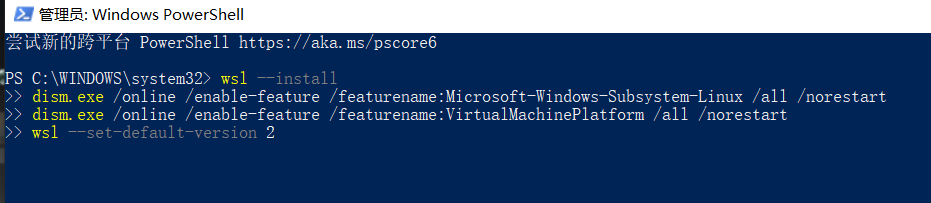 管理员: Windows PowerShell
尝试新的跨平台 PowerShell https://aka.ms/pscore6
PS C:\WINDOWS\system32> wsl --install
>> dism.exe /online /enable-feature /featurename:Microsoft-Windows-Subsystem-Linux /all /norestart
>> dism.exe /online /enable-feature /featurename:VirtualMachinePlatform /all /norestart
>> wsl --set-default-version 2